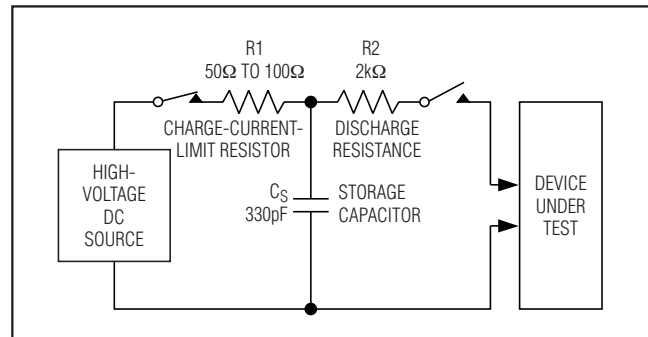 R1
50Ω TO 100Ω
CHARGE-CURRENT-
LIMIT RESISTOR
R2
2kΩ
DISCHARGE
RESISTANCE
HIGH-
VOLTAGE
DC
SOURCE
CS
330pF
STORAGE
CAPACITOR
DEVICE
UNDER
TEST